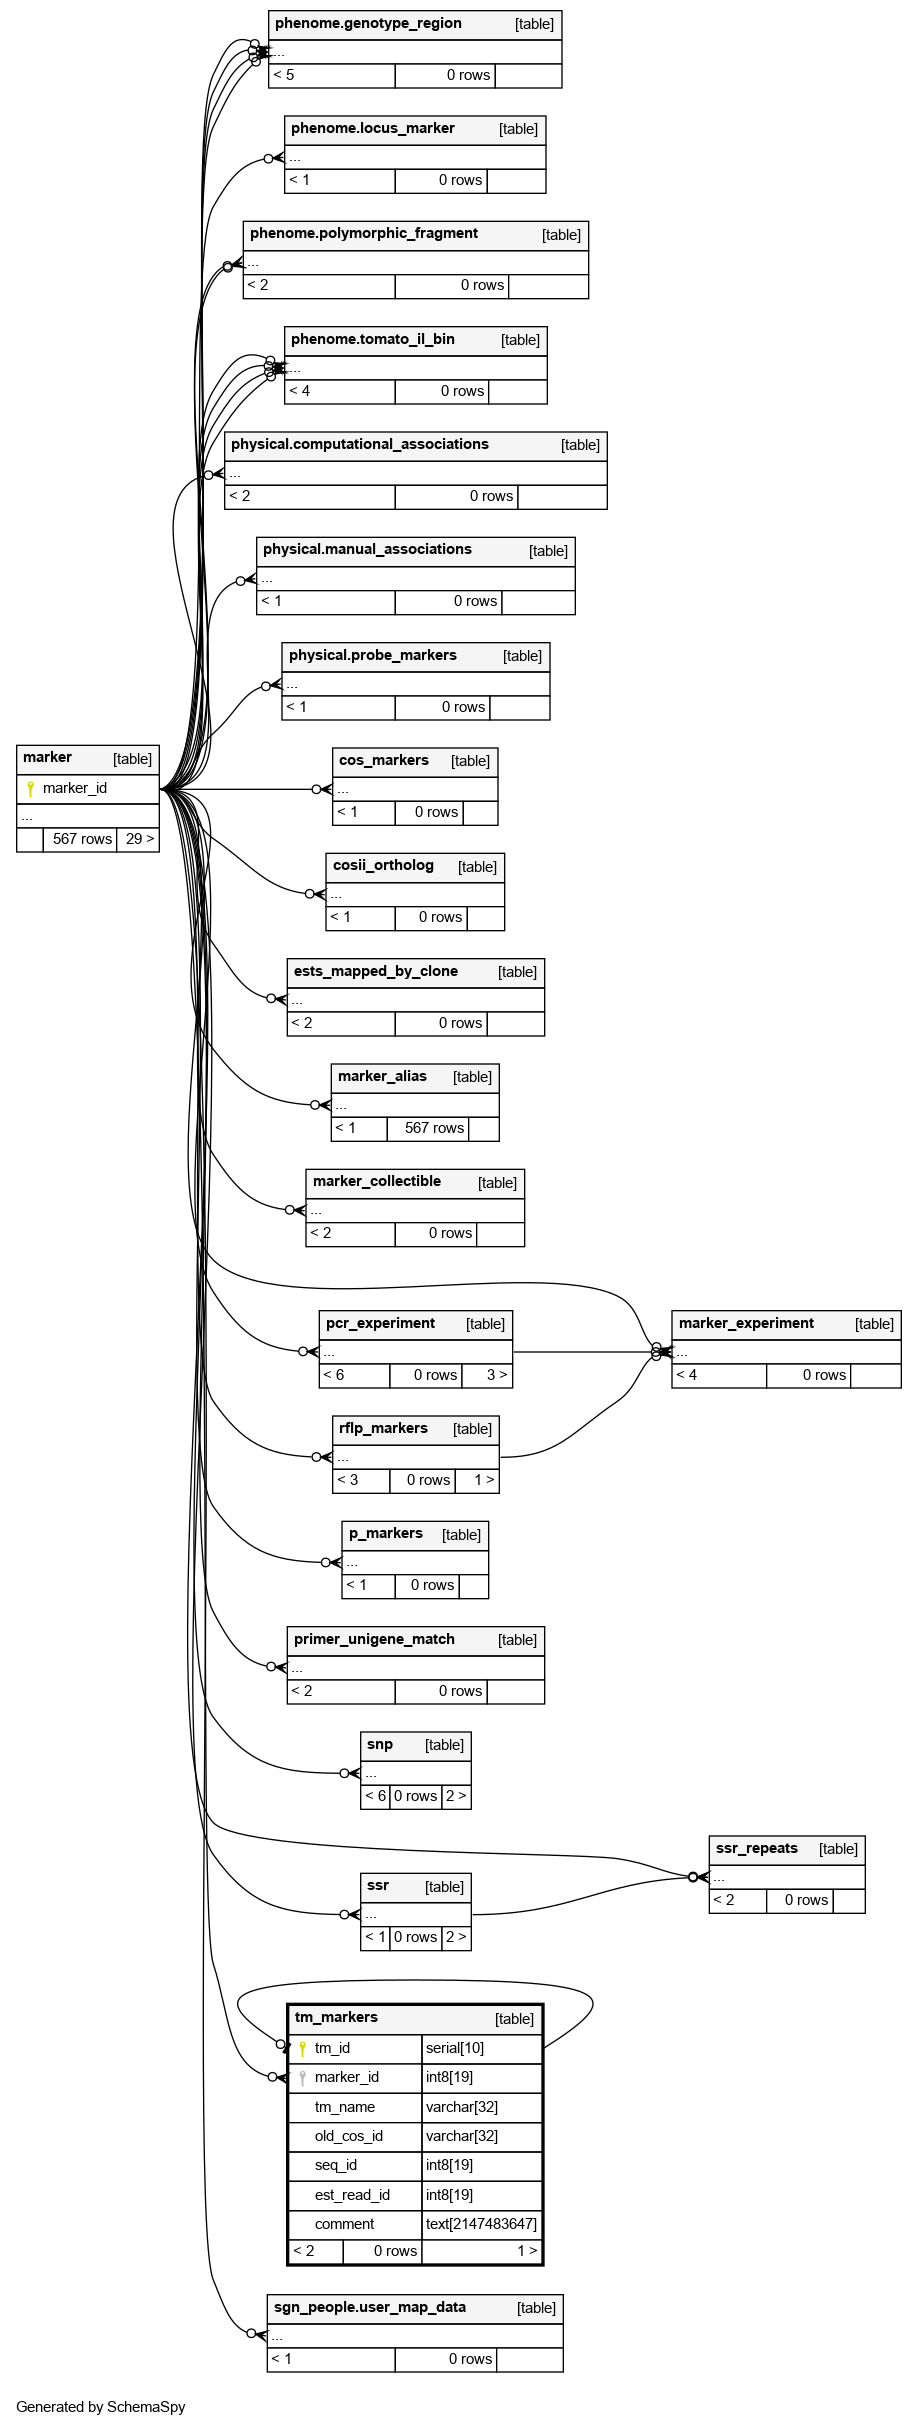 phenome.genotype_region [table]
...
< 5 0 rows
phenome.locus_marker [table]
...
< 1 0 rows
phenome.polymorphic_fragment [table]
...
< 2 0 rows
phenome.tomato_il_bin [table]
...
< 4 0 rows
physical.computational_associations [table]
...
< 2 0 rows
physical.manual_associations [table]
...
< 1 0 rows
physical.probe_markers [table]
...
< 1 0 rows
marker [table]
marker_id
...
567 rows 29 >
cos_markers [table]
...
< 1 0 rows
cosii_ortholog [table]
...
< 1 0 rows
ests_mapped_by_clone [table]
...
< 2 0 rows
marker_alias [table]
...
< 1 567 rows
marker_collectible [table]
...
< 2 0 rows
pcr_experiment [table]
...
< 6 0 rows 3 >
marker_experiment [table]
...
< 4 0 rows
rflp_markers [table]
...
< 3 0 rows 1 >
p_markers [table]
...
< 1 0 rows
primer_unigene_match [table]
...
< 2 0 rows
snp [table]
...
< 6 0 rows 2 >
ssr_repeats [table]
...
< 2 0 rows
ssr [table]
...
< 1 0 rows 2 >
tm_markers [table]
tm_id serial[10]
marker_id int8[19]
tm_name varchar[32]
old_cos_id varchar[32]
seq_id int8[19]
est_read_id int8[19]
comment text[2147483647]
< 2 0 rows 1 >
sgn_people.user_map_data [table]
...
< 1 0 rows
Generated by SchemaSpy